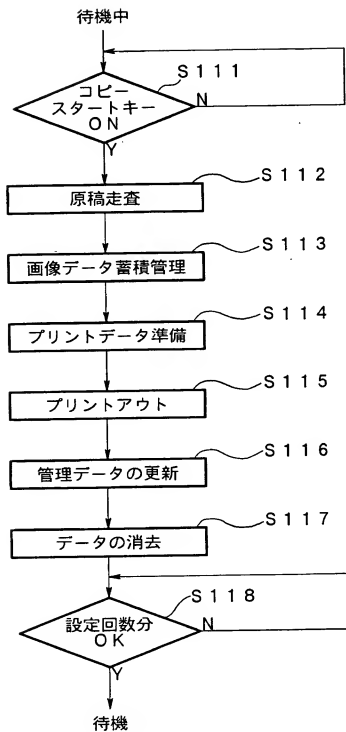 待機中
S111
コピー
スタートキー
ON
N
Y
S112
原稿走査
S113
画像データ蓄積管理
S114
プリントデータ準備
S115
プリントアウト
S116
管理データの更新
S117
データの消去
S118
設定回数分
OK
N
Y
待機